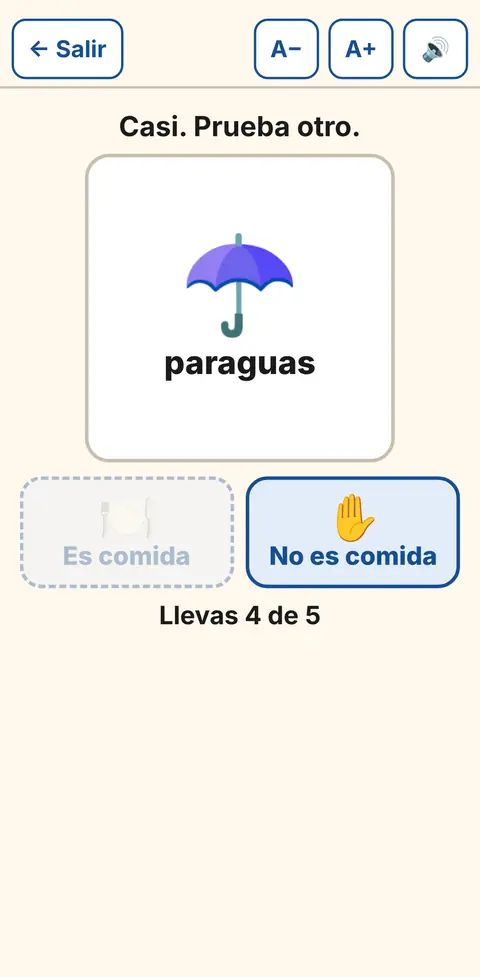 ← Salir
A−
A+
Casi. Prueba otro.
paraguas
Es comida
No es comida
Llevas 4 de 5